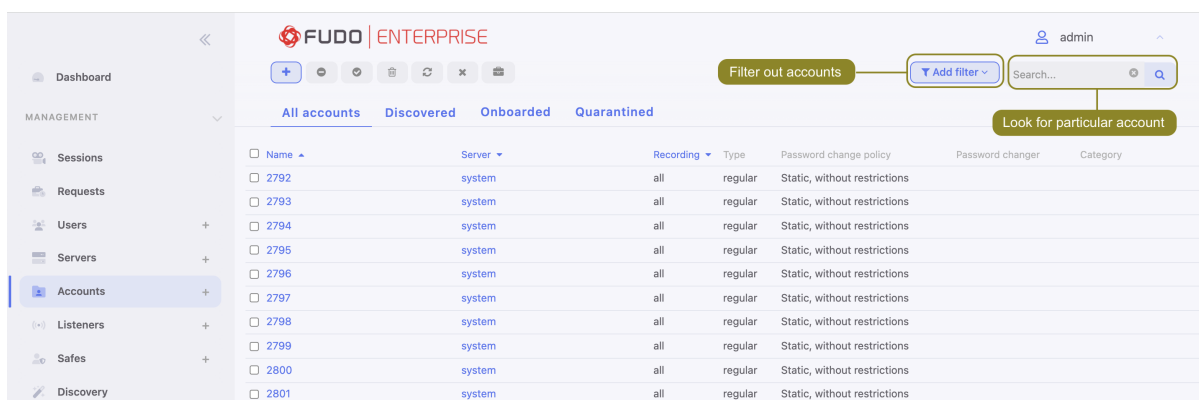 FUDO ENTERPRISE
admin
Dashboard
Filter out accounts
Add filter
Search...
MANAGEMENT
All accounts Discovered Onboarded Quarantined
Look for particular account
Name Server Recording Type Password change policy Password changer Category
Sessions
Requests
Users
Servers
Accounts
Listeners
Safes
Discovery
2792 system all regular Static, without restrictions
2793 system all regular Static, without restrictions
2794 system all regular Static, without restrictions
2795 system all regular Static, without restrictions
2796 system all regular Static, without restrictions
2797 system all regular Static, without restrictions
2798 system all regular Static, without restrictions
2799 system all regular Static, without restrictions
2800 system all regular Static, without restrictions
2801 system all regular Static, without restrictions